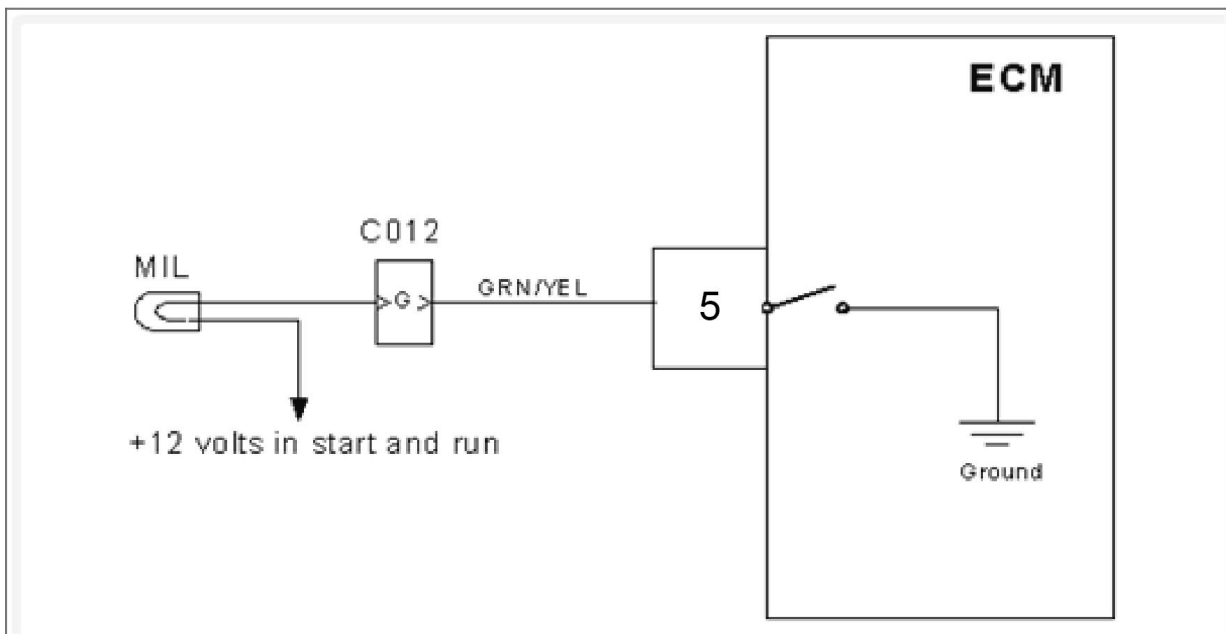 ECM
C012
MIL
>G>
GRN/YEL
5
+12 volts in start and run
Ground